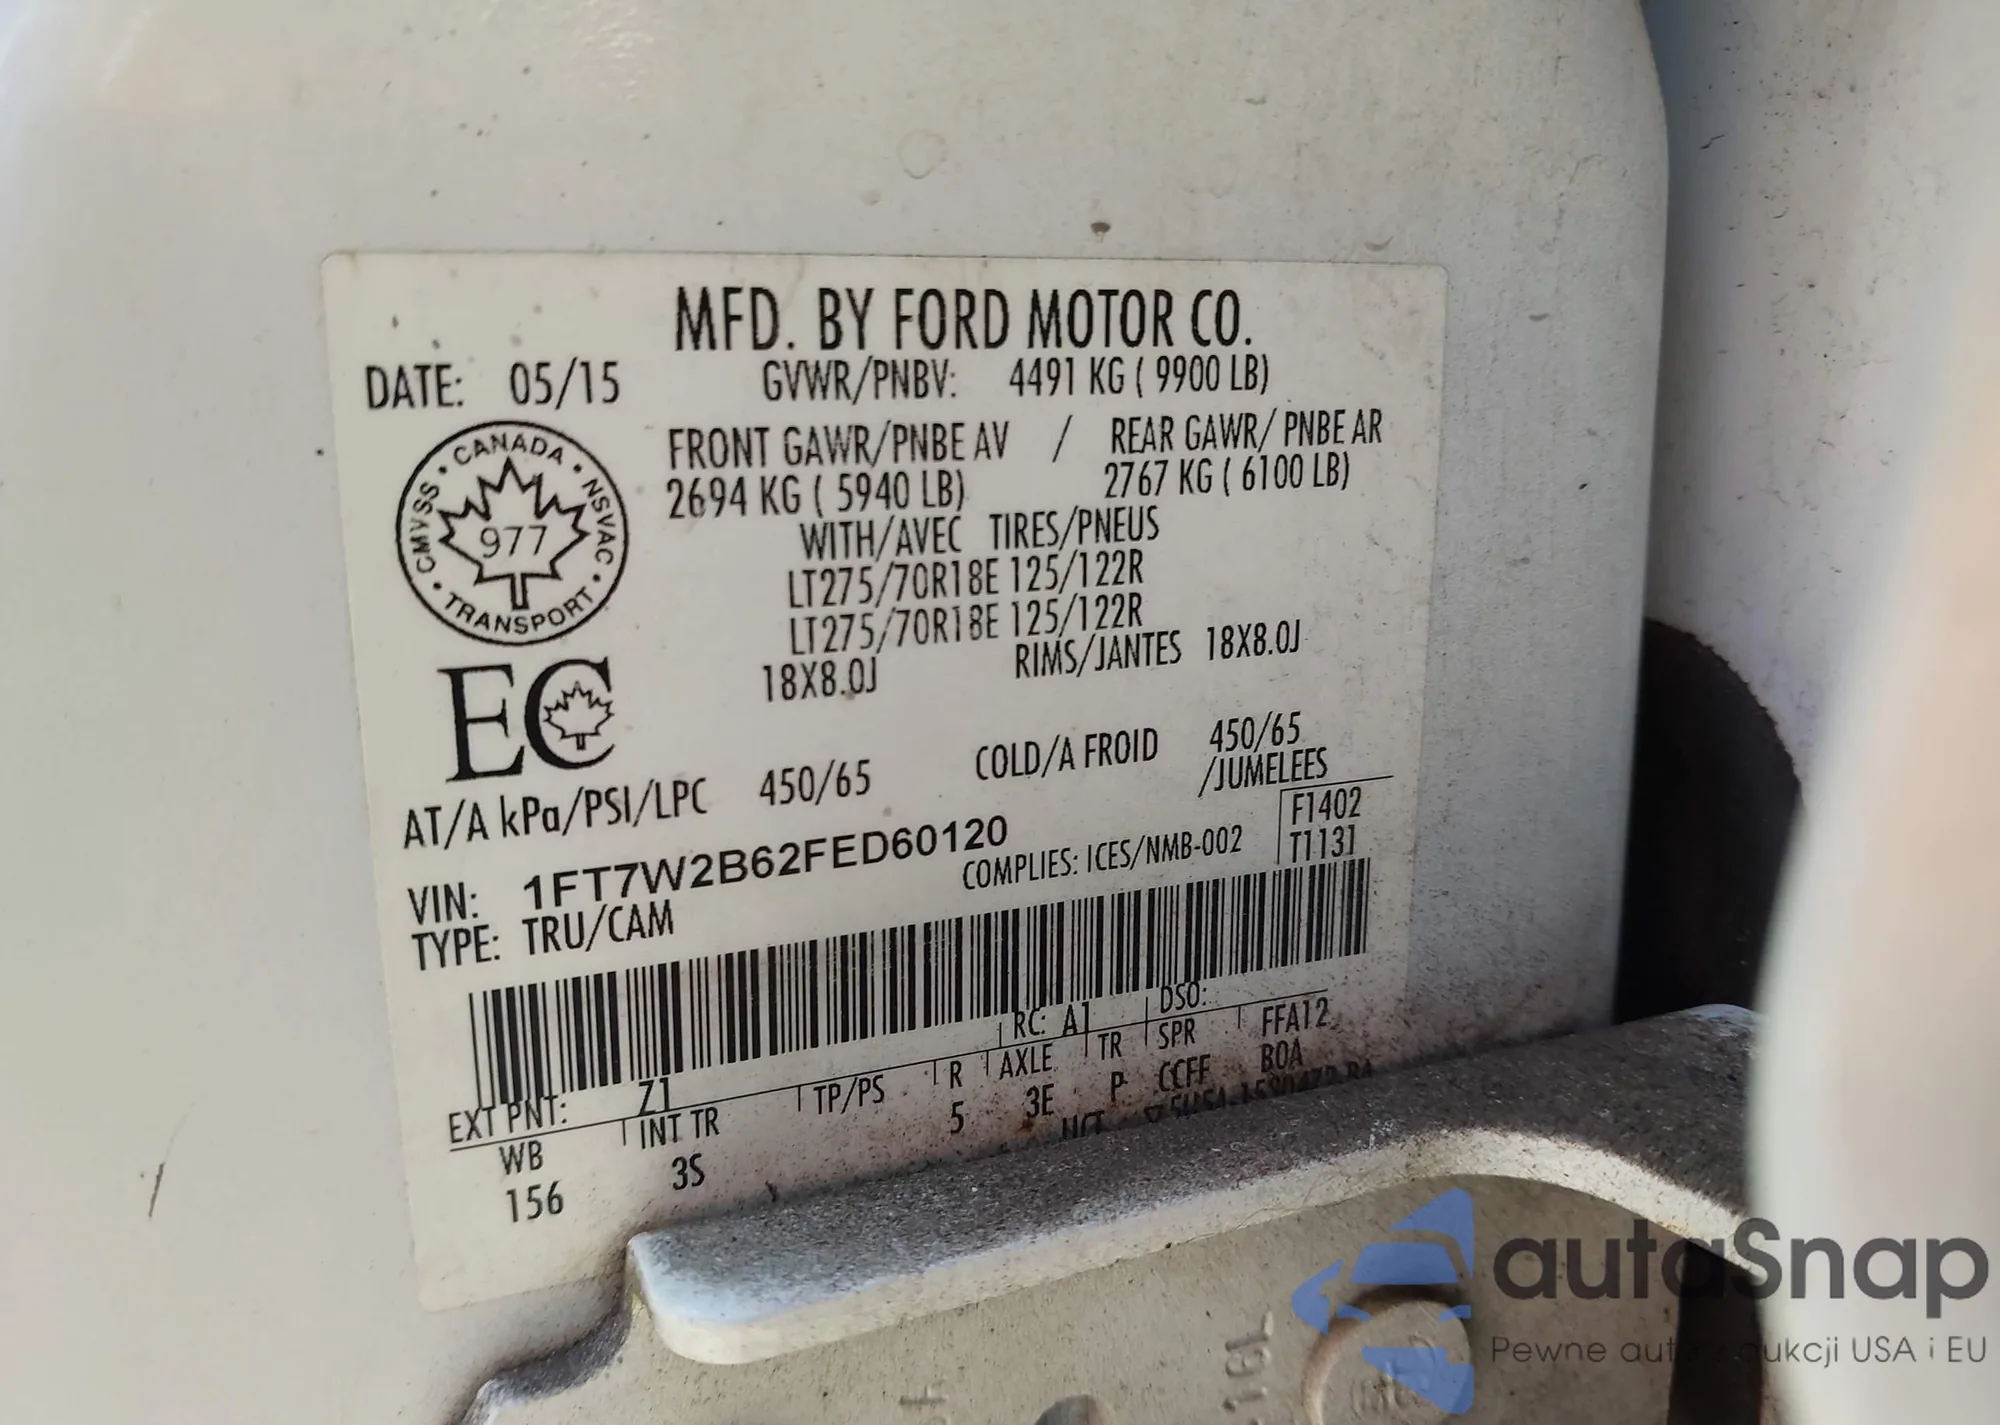 MFD. BY FORD MOTOR CO.
DATE: 05/15 GVWR/PNBV: 4491 KG ( 9900 LB)
FRONT GAWR/PNBE AV / REAR GAWR/ PNBE AR
2694 KG ( 5940 LB) 2767 KG ( 6100 LB)
WITH/AVEC TIRES/PNEUS
LT275/70R18E 125/122R
LT275/70R18E 125/122R
18X8.0J RIMS/JANTES 18X8.0J
CANADA · NSVAC · TRANSPORT · CMVSS ·
977
EC
AT/A kPa/PSI/LPC 450/65 COLD/A FROID 450/65
/JUMELEES
VIN: 1FT7W2B62FED60120 COMPLIES: ICES/NMB-002
F1402
T1131
TYPE: TRU/CAM
RC: A1 DSO:
EXT PNT: Z1
WB INT TR TP/PS R AXLE TR SPR FFA12
156 3S 5 3E P CCFF BOA
autaSnap
Pewne auta z aukcji USA i EU